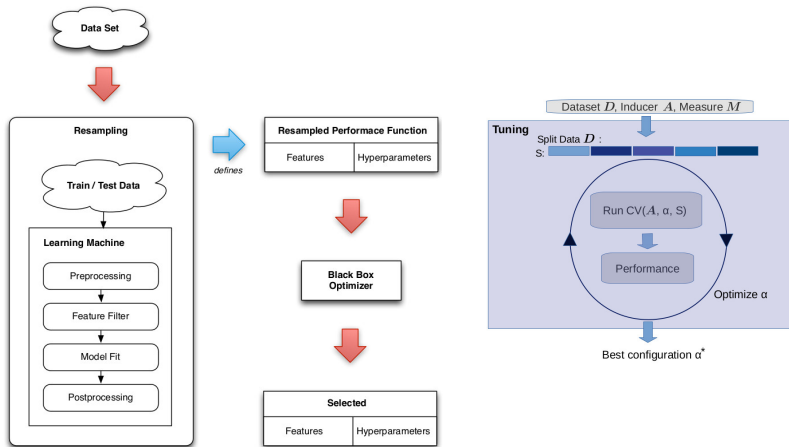 Data Set
Resampling
Train / Test Data
Learning Machine
Preprocessing
Feature Filter
Model Fit
Postprocessing
defines
Resampled Performace Function
Features
Hyperparameters
Black Box
Optimizer
Selected
Features
Hyperparameters
Dataset D, Inducer A, Measure M
Tuning
Split Data D :
S:
Run CV(A, α, S)
Performance
Optimize α
Best configuration α*